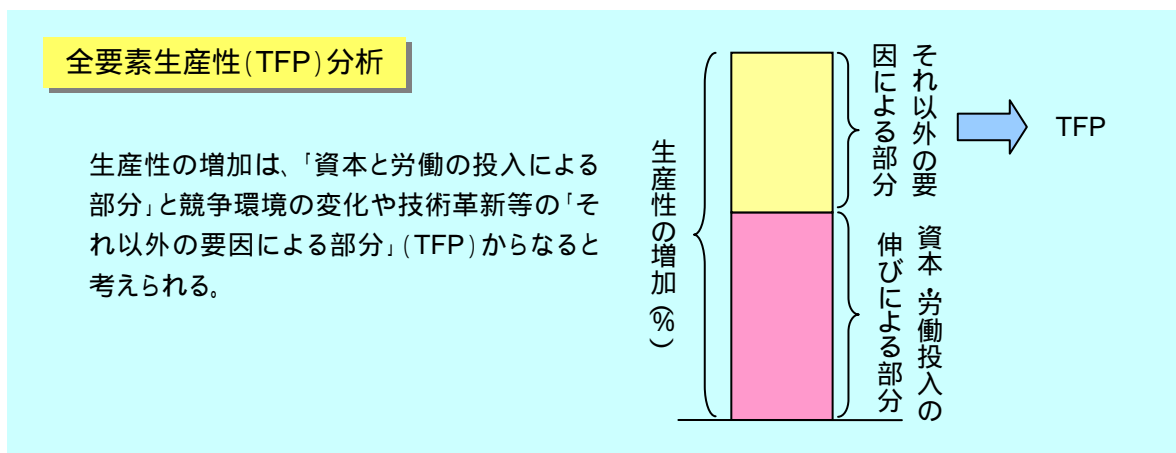 全要素生産性(TFP)分析
生産性の増加は、「資本と労働の投入による
部分」と競争環境の変化や技術革新等の「そ
れ以外の要因による部分」(TFP)からなると
考えられる。
生産性の増加(%)
それ以外の要
因による部分
TFP
資本・労働投入の
伸びによる部分